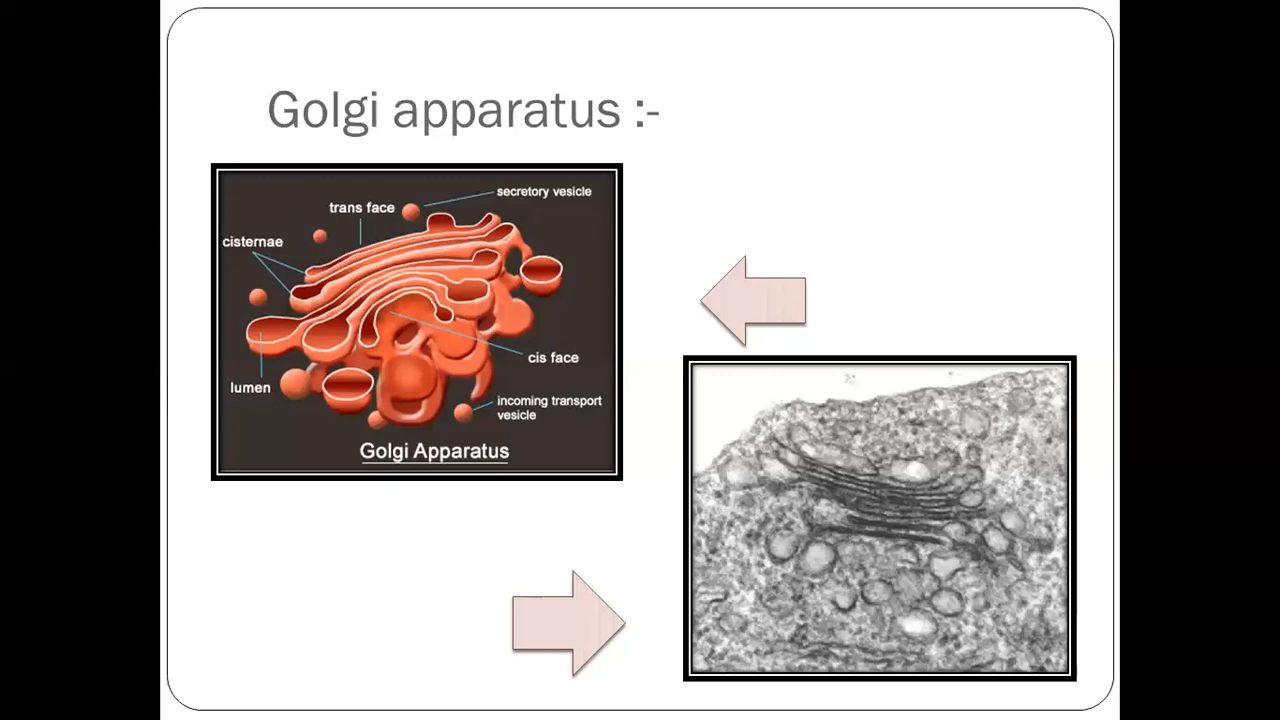 Golgi apparatus :-
secretory vesicle
trans face
cisternae
cis face
lumen
incoming transport
vesicle
Golgi Apparatus